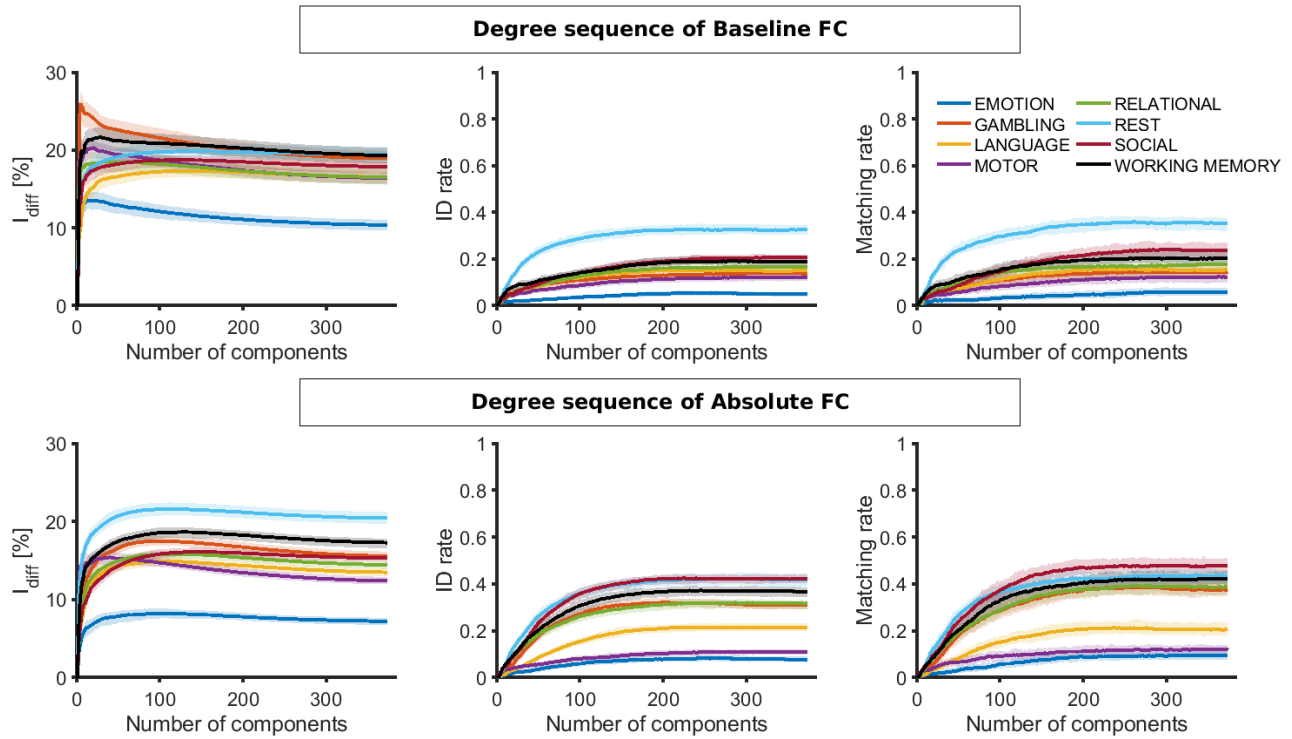 Degree sequence of Baseline FC
30
20
10
0
I_diff [%]
100
200
300
Number of components
1
0.8
0.6
0.4
0.2
0
ID rate
100
200
300
Number of components
1
0.8
0.6
0.4
0.2
0
Matching rate
EMOTION
GAMBLING
LANGUAGE
MOTOR
RELATIONAL
REST
SOCIAL
WORKING MEMORY
100
200
300
Number of components
Degree sequence of Absolute FC
30
20
10
0
I_diff [%]
0
100
200
300
Number of components
1
0.8
0.6
0.4
0.2
0
ID rate
0
100
200
300
Number of components
1
0.8
0.6
0.4
0.2
0
Matching rate
0
100
200
300
Number of components